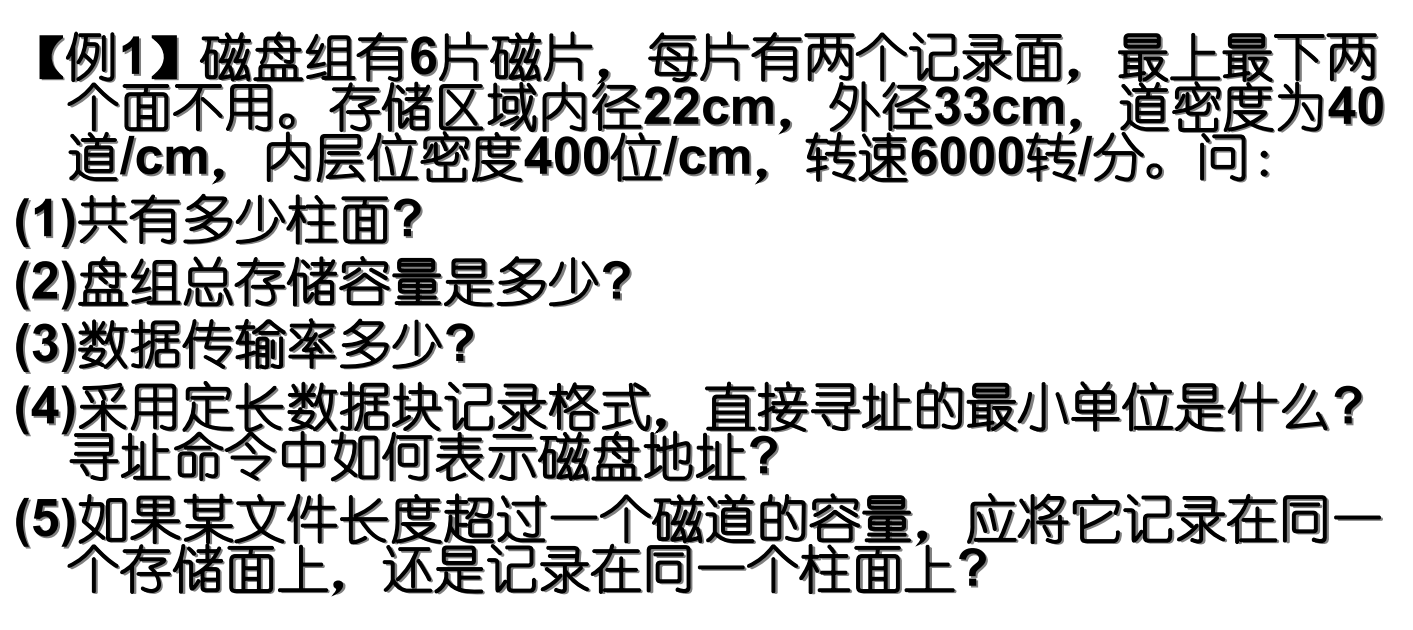 【例1】磁盘组有6片磁片，每片有两个记录面，最上最下两
个面不用。存储区域内径22cm，外径33cm，道密度为40
道/cm，内层位密度400位/cm，转速6000转/分。问：
(1)共有多少柱面?
(2)盘组总存储容量是多少?
(3)数据传输率多少?
(4)采用定长数据块记录格式，直接寻址的最小单位是什么?
寻址命令中如何表示磁盘地址?
(5)如果某文件长度超过一个磁道的容量，应将它记录在同一
个存储面上，还是记录在同一个柱面上?